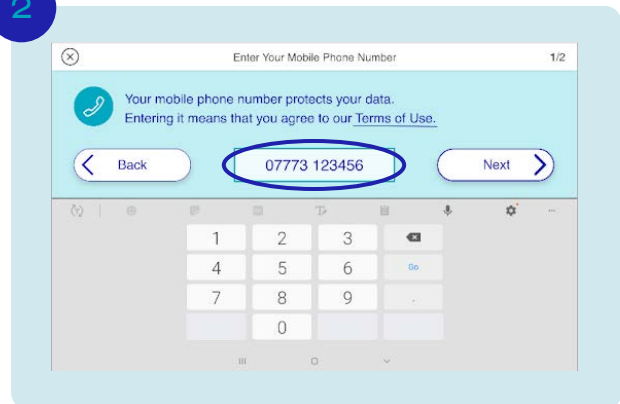 2
Enter Your Mobile Phone Number 1/2
Your mobile phone number protects your data.
Entering it means that you agree to our Terms of Use.
Back 07773 123456 Next
1 2 3
4 5 6 Go
7 8 9 .
0